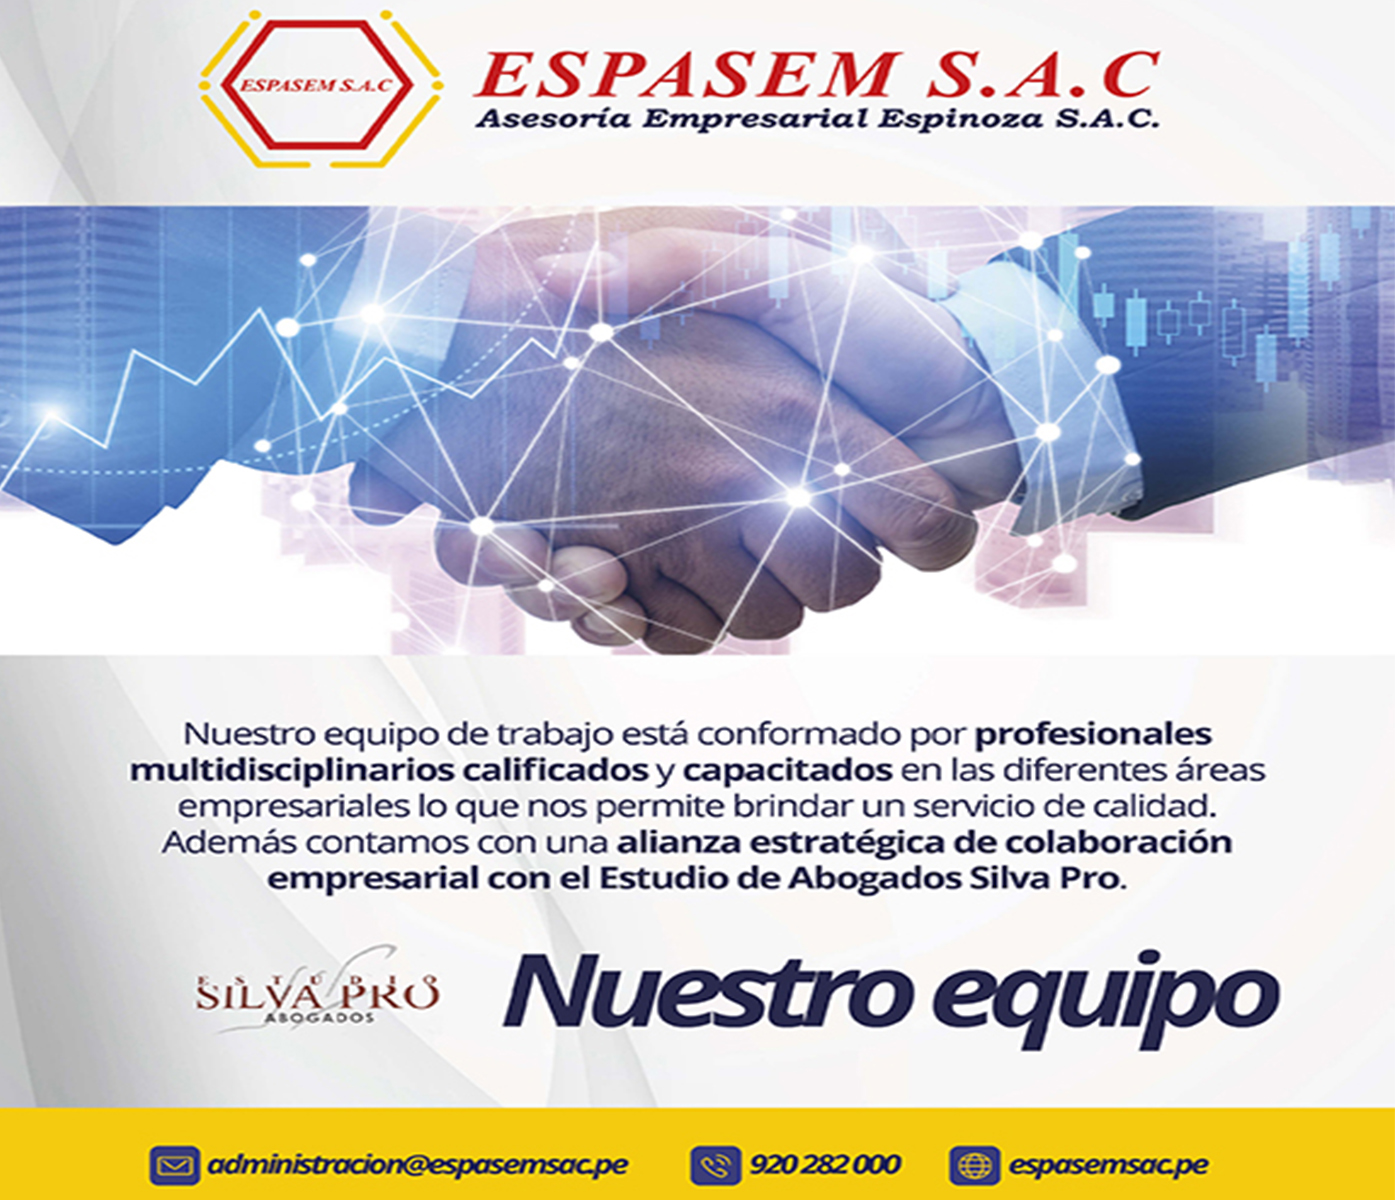 ESPASEM S.A.C
ESPASEM S.A.C
Asesoría Empresarial Espinoza S.A.C.
Nuestro equipo de trabajo está conformado por profesionales
multidisciplinarios calificados y capacitados en las diferentes áreas
empresariales lo que nos permite brindar un servicio de calidad.
Además contamos con una alianza estratégica de colaboración
empresarial con el Estudio de Abogados Silva Pro.
ESTUDIO
SILVA PRO
ABOGADOS
Nuestro equipo
administracion@espasemsac.pe
920 282 000
espasemsac.pe